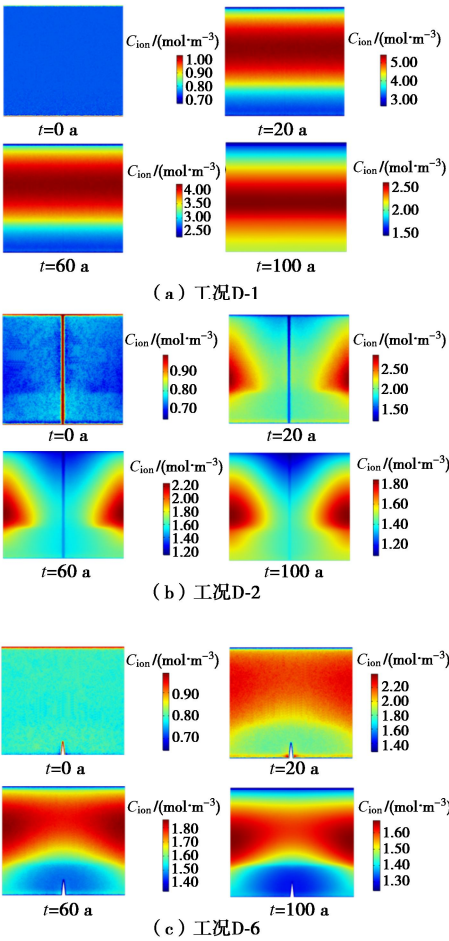 C_ion/(mol·m⁻³) C_ion/(mol·m⁻³)
1.00 5.00
0.90 4.00
0.80 3.00
0.70
t=0 a t=20 a
C_ion/(mol·m⁻³) C_ion/(mol·m⁻³)
4.00 2.50
3.50 2.00
3.00 1.50
2.50
t=60 a t=100 a
（a）工况D-1
C_ion/(mol·m⁻³) C_ion/(mol·m⁻³)
0.90 2.50
0.80 2.00
0.70 1.50
1.20
t=0 a t=20 a
C_ion/(mol·m⁻³) C_ion/(mol·m⁻³)
2.20 1.80
2.00 1.60
1.80 1.40
1.60 1.20
1.40
1.20
t=60 a t=100 a
（b）工况D-2
C_ion/(mol·m⁻³) C_ion/(mol·m⁻³)
0.90 2.20
0.80 2.00
0.70 1.80
1.60
1.40
1.30
t=0 a t=20 a
C_ion/(mol·m⁻³) C_ion/(mol·m⁻³)
1.80 1.60
1.70 1.50
1.60 1.40
1.50 1.30
1.40
t=60 a t=100 a
（c）工况D-6